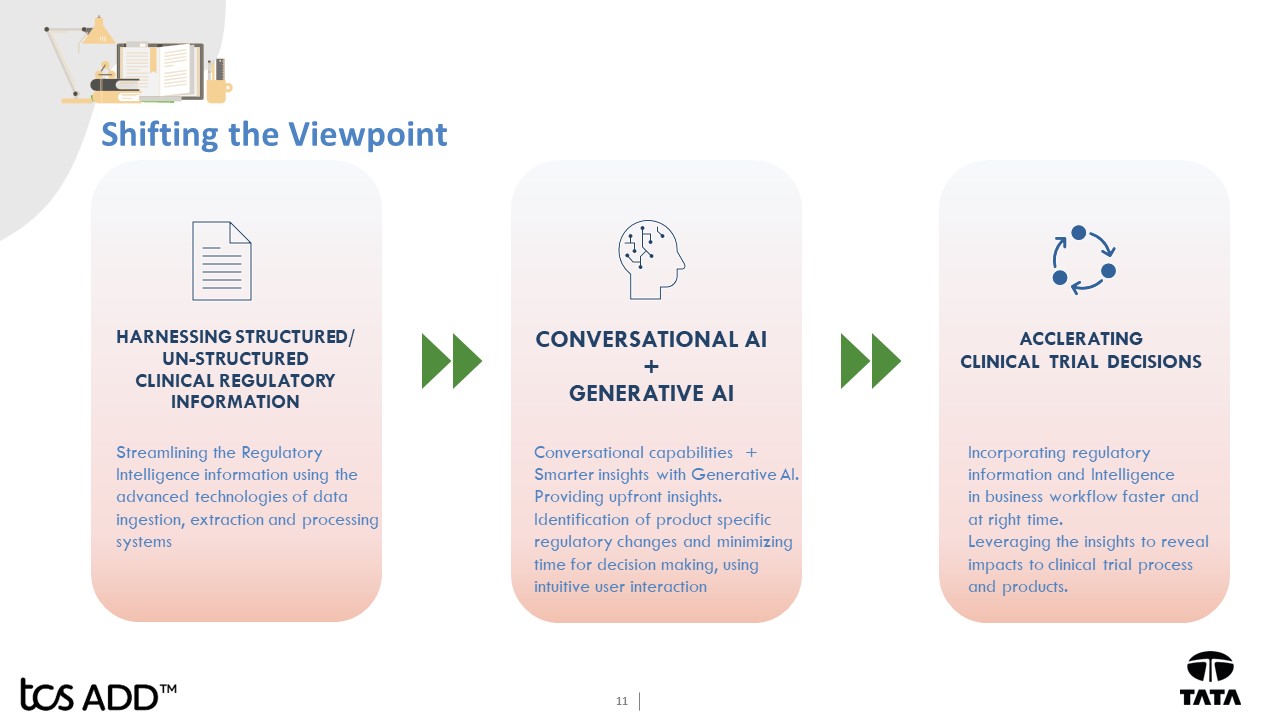 Shifting the Viewpoint
HARNESSING STRUCTURED/
UN-STRUCTURED
CLINICAL REGULATORY
INFORMATION
Streamlining the Regulatory
Intelligence information using the
advanced technologies of data
ingestion, extraction and processing
systems
CONVERSATIONAL AI
+
GENERATIVE AI
Conversational capabilities +
Smarter insights with Generative AI.
Providing upfront insights.
Identification of product specific
regulatory changes and minimizing
time for decision making, using
intuitive user interaction
ACCLERATING
CLINICAL TRIAL DECISIONS
Incorporating regulatory
information and Intelligence
in business workflow faster and
at right time.
Leveraging the insights to reveal
impacts to clinical trial process
and products.
tcs ADD™
11
TATA